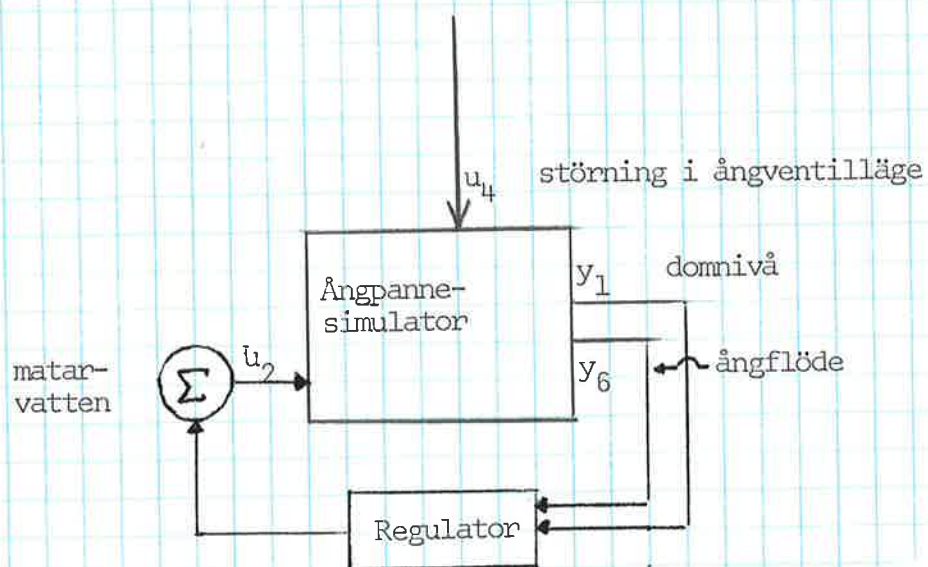 u4 störning i ångventilläge
Ångpanne-
simulator
y1 domnivå
y6 ångflöde
matar-
vatten
Σ
u2
Regulator